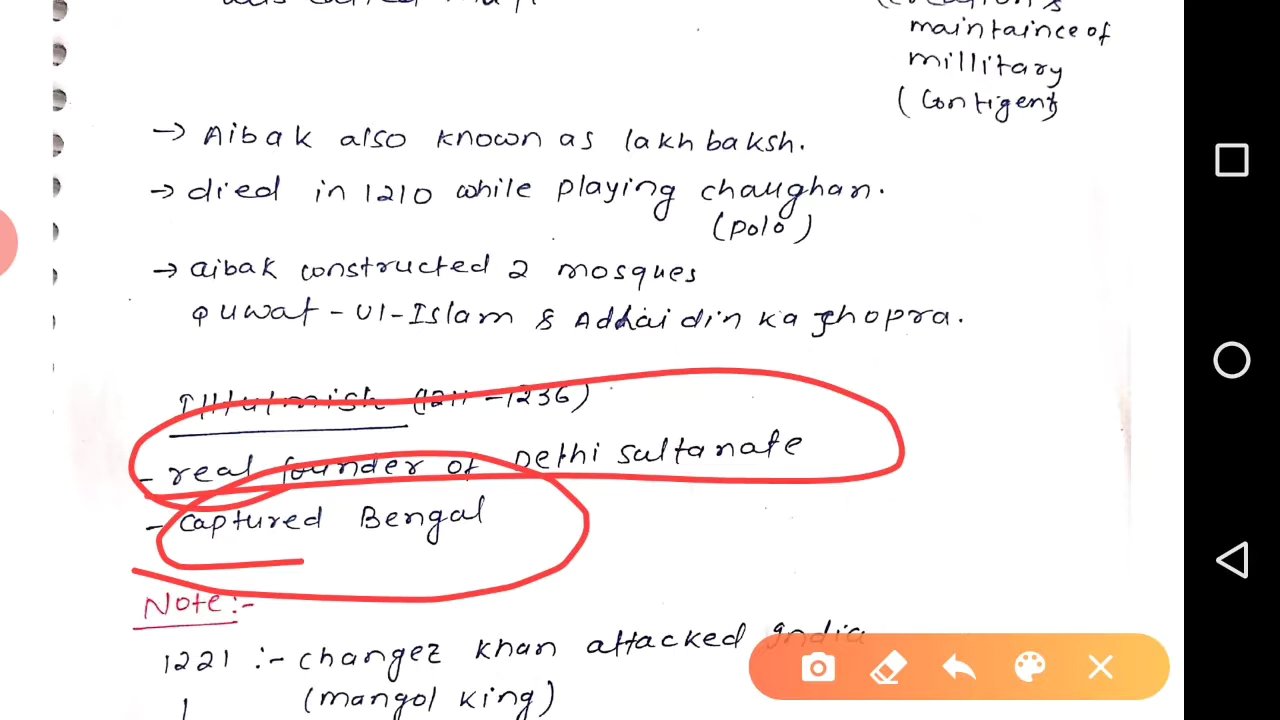 maintaince of
millitary
(Contigent)
→ Aibak also known as lakh baksh.
→ died in 1210 while playing chaughan.
(polo)
→ aibak constructed 2 mosques
quwat-ul-Islam & Adhai din ka jhopra.
Illtutmish (1211-1236)
- real founder of Delhi sultanate
- Captured Bengal
Note:-
1221 :- changez khan attacked India
(mangol king)